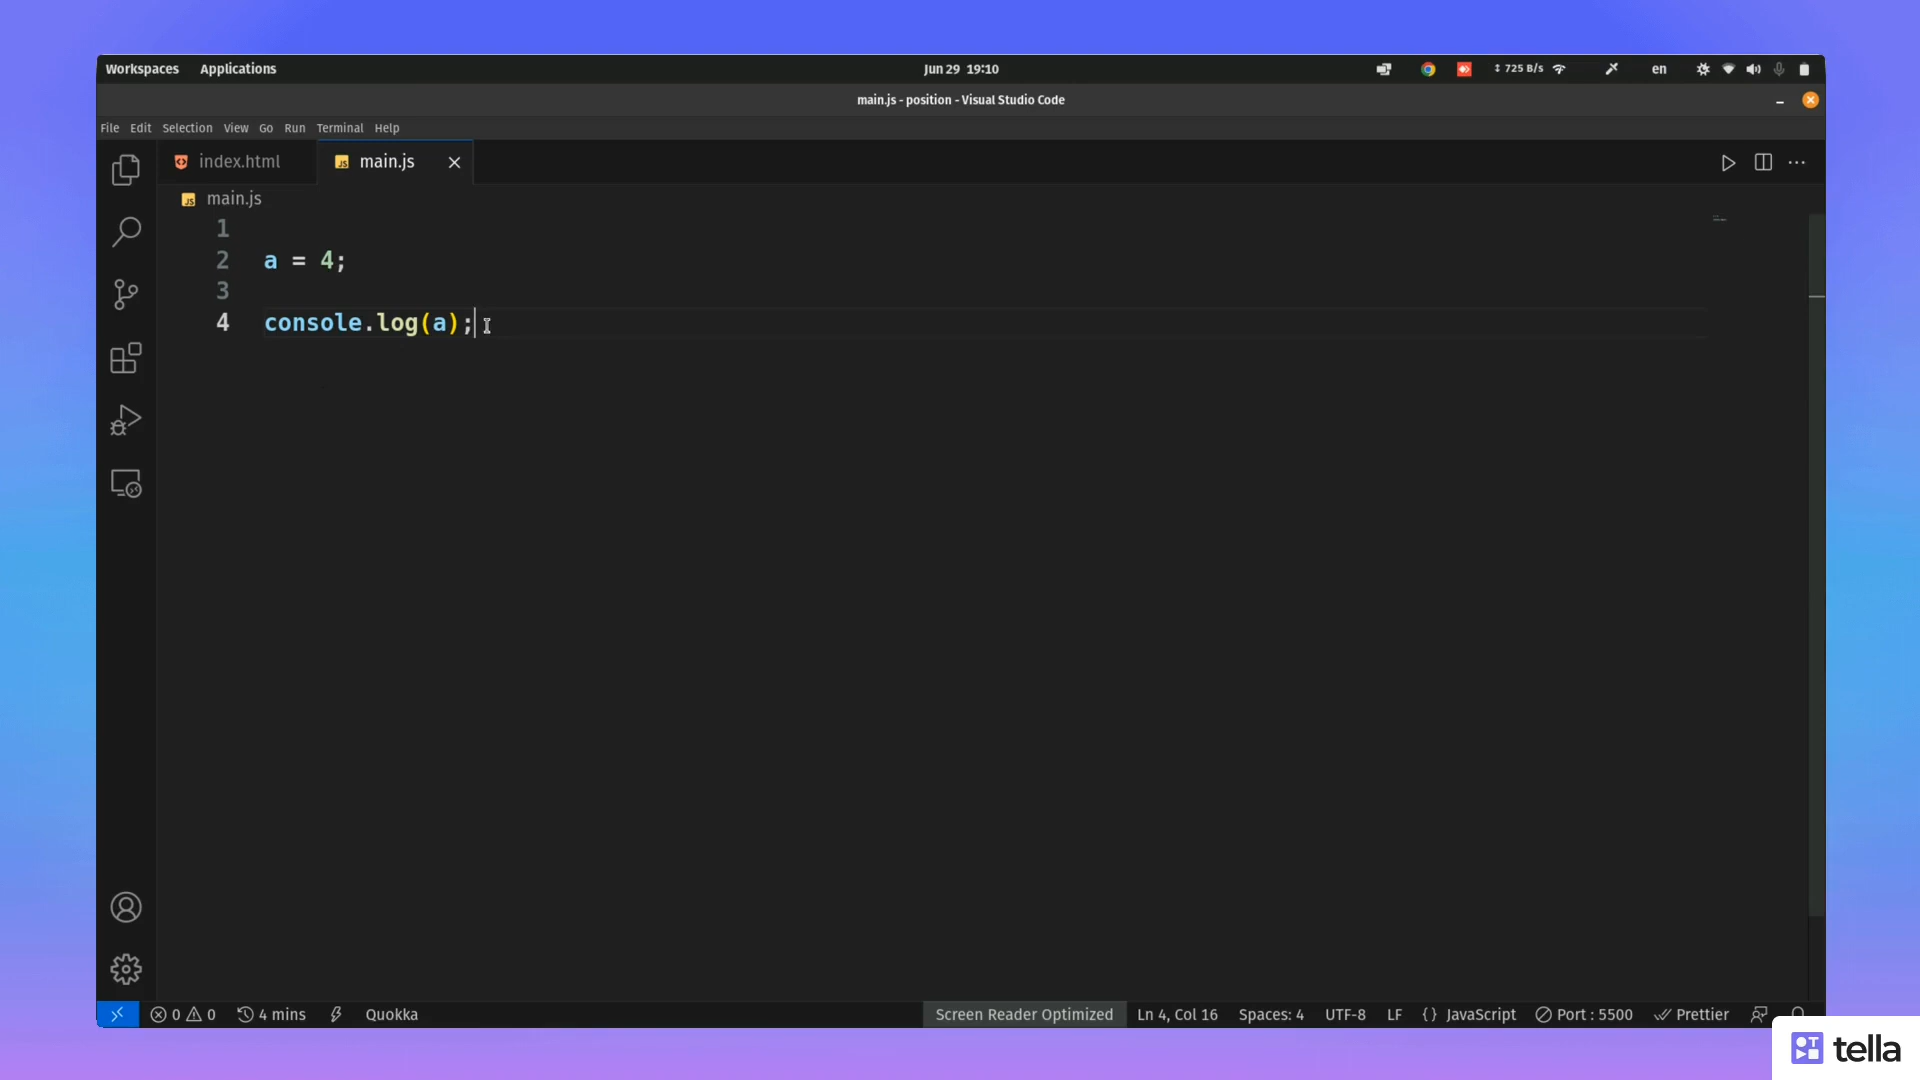 Workspaces Applications Jun 29 19:10 725 B/s en
main.js - position - Visual Studio Code
File Edit Selection View Go Run Terminal Help
index.html JS main.js
JS main.js
1
2 a = 4;
3
4 console.log(a);
0 0 4 mins Quokka Screen Reader Optimized Ln 4, Col 16 Spaces: 4 UTF-8 LF {} JavaScript Port : 5500 Prettier
tella